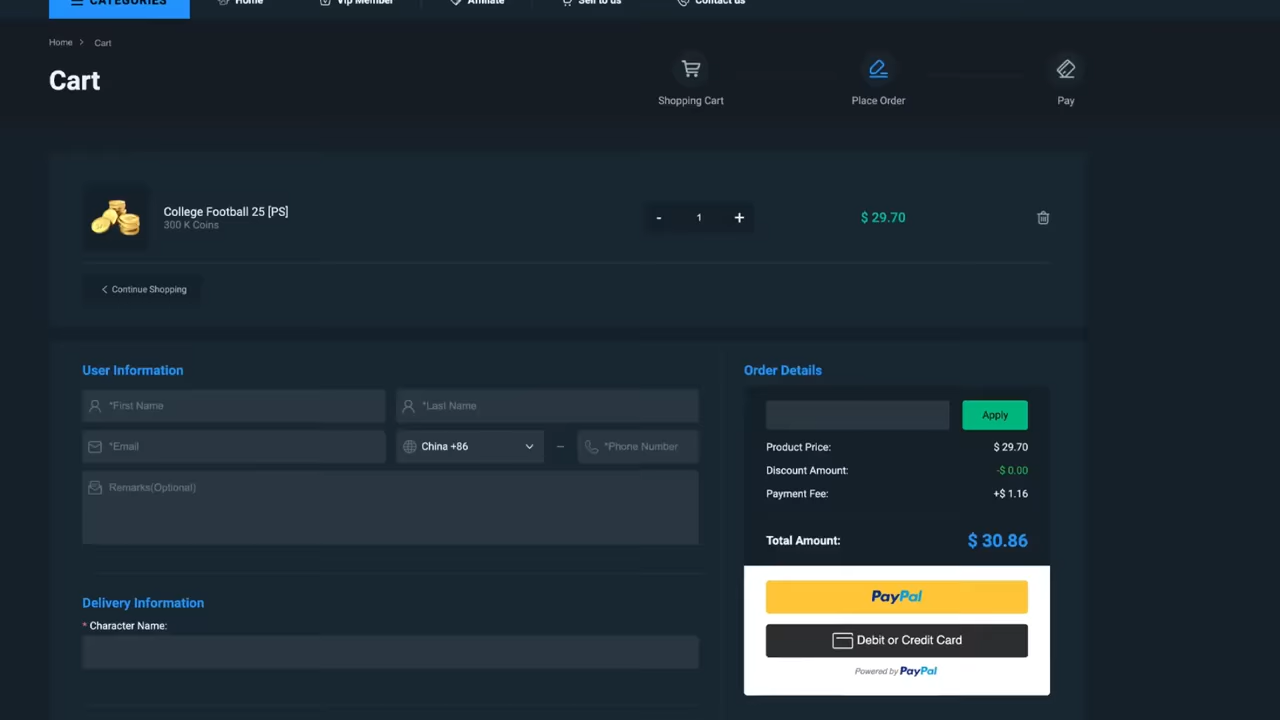 CATEGORIES
Home
Vip Member
Affiliate
Sell to us
Contact us
Home > Cart
Cart
Shopping Cart
Place Order
Pay
College Football 25 [PS]
300 K Coins
- 1 +
$ 29.70
< Continue Shopping
User Information
*First Name
*Last Name
*Email
China +86
–
*Phone Number
Remarks(Optional)
Delivery Information
* Character Name:
Order Details
Apply
Product Price: $ 29.70
Discount Amount: -$ 0.00
Payment Fee: +$ 1.16
Total Amount: $ 30.86
PayPal
Debit or Credit Card
Powered by PayPal